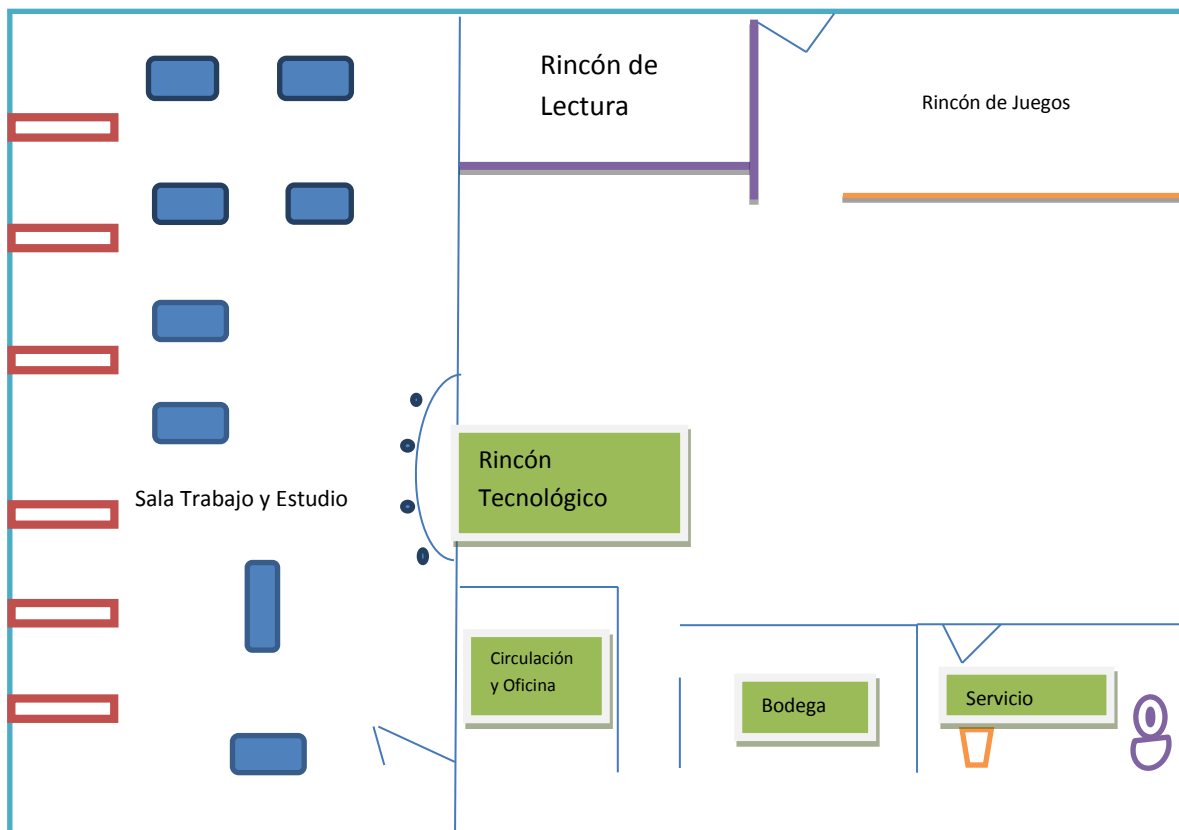 Rincón de
Lectura
Rincón de Juegos
Rincón
Tecnológico
Sala Trabajo y Estudio
Circulación
y Oficina
Bodega
Servicio